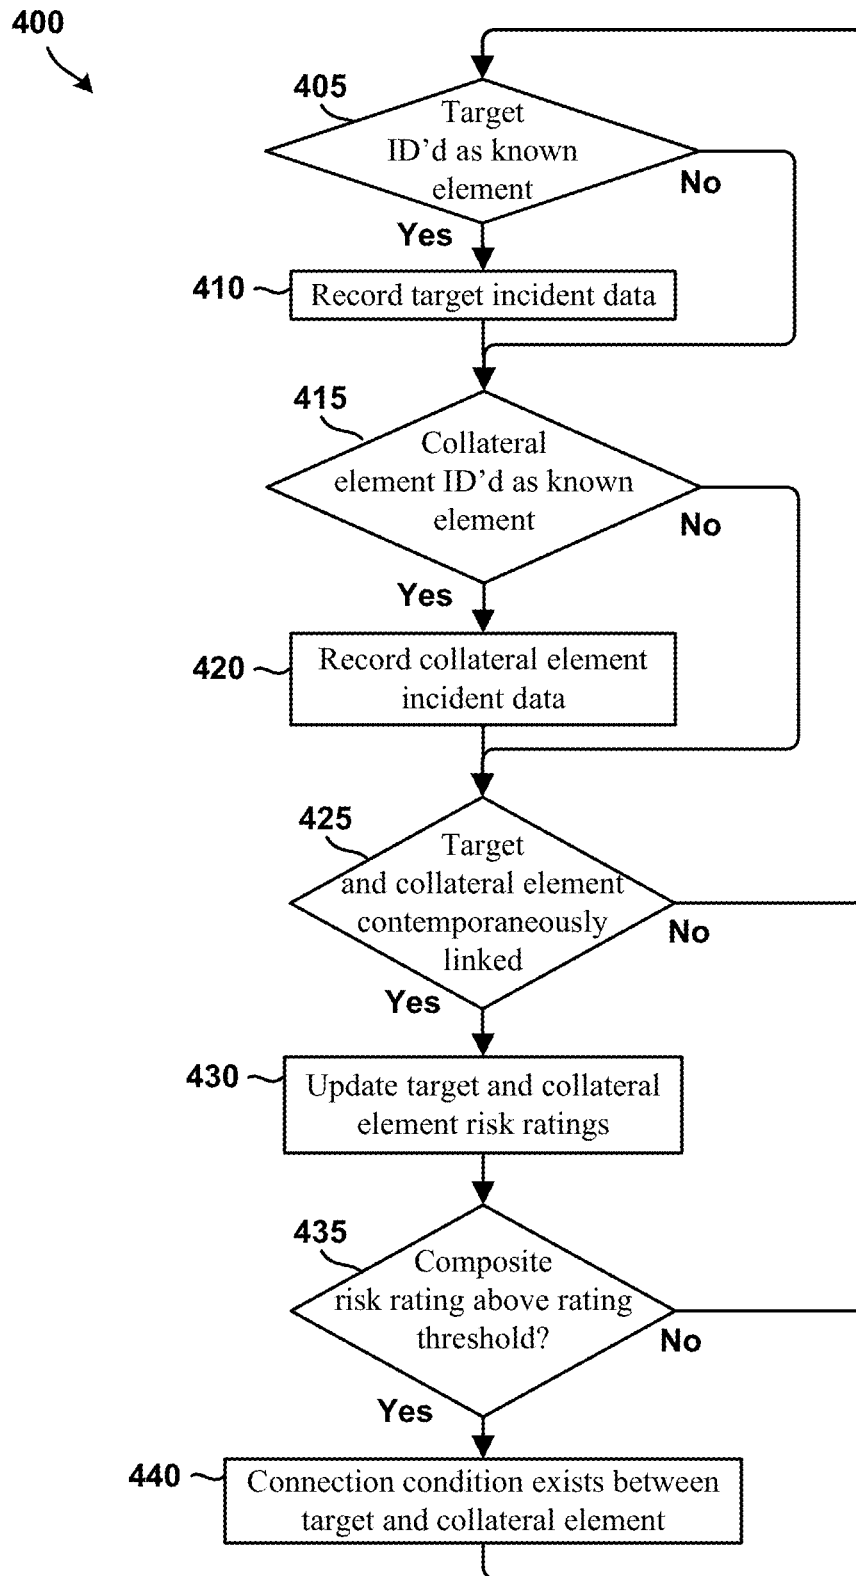 400
405
Target
ID'd as known
element
No
Yes
410
Record target incident data
415
Collateral
element ID'd as known
element
No
Yes
420
Record collateral element
incident data
425
Target
and collateral element
contemporaneously
linked
No
Yes
430
Update target and collateral
element risk ratings
435
Composite
risk rating above rating
threshold?
No
Yes
440
Connection condition exists between
target and collateral element